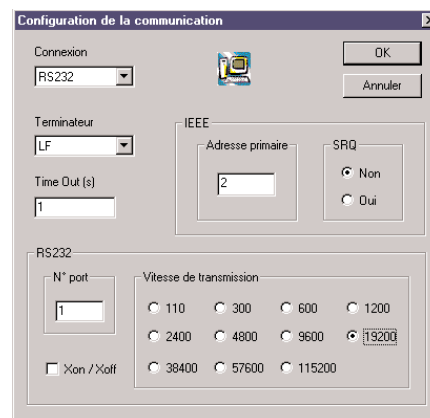 Configuration de la communication
Connexion
RS232
OK
Annuler
Terminateur
LF
Time Out (s)
1
IEEE
Adresse primaire
2
SRQ
Non
Oui
RS232
N° port
1
Xon / Xoff
Vitesse de transmission
110 300 600 1200
2400 4800 9600 19200
38400 57600 115200